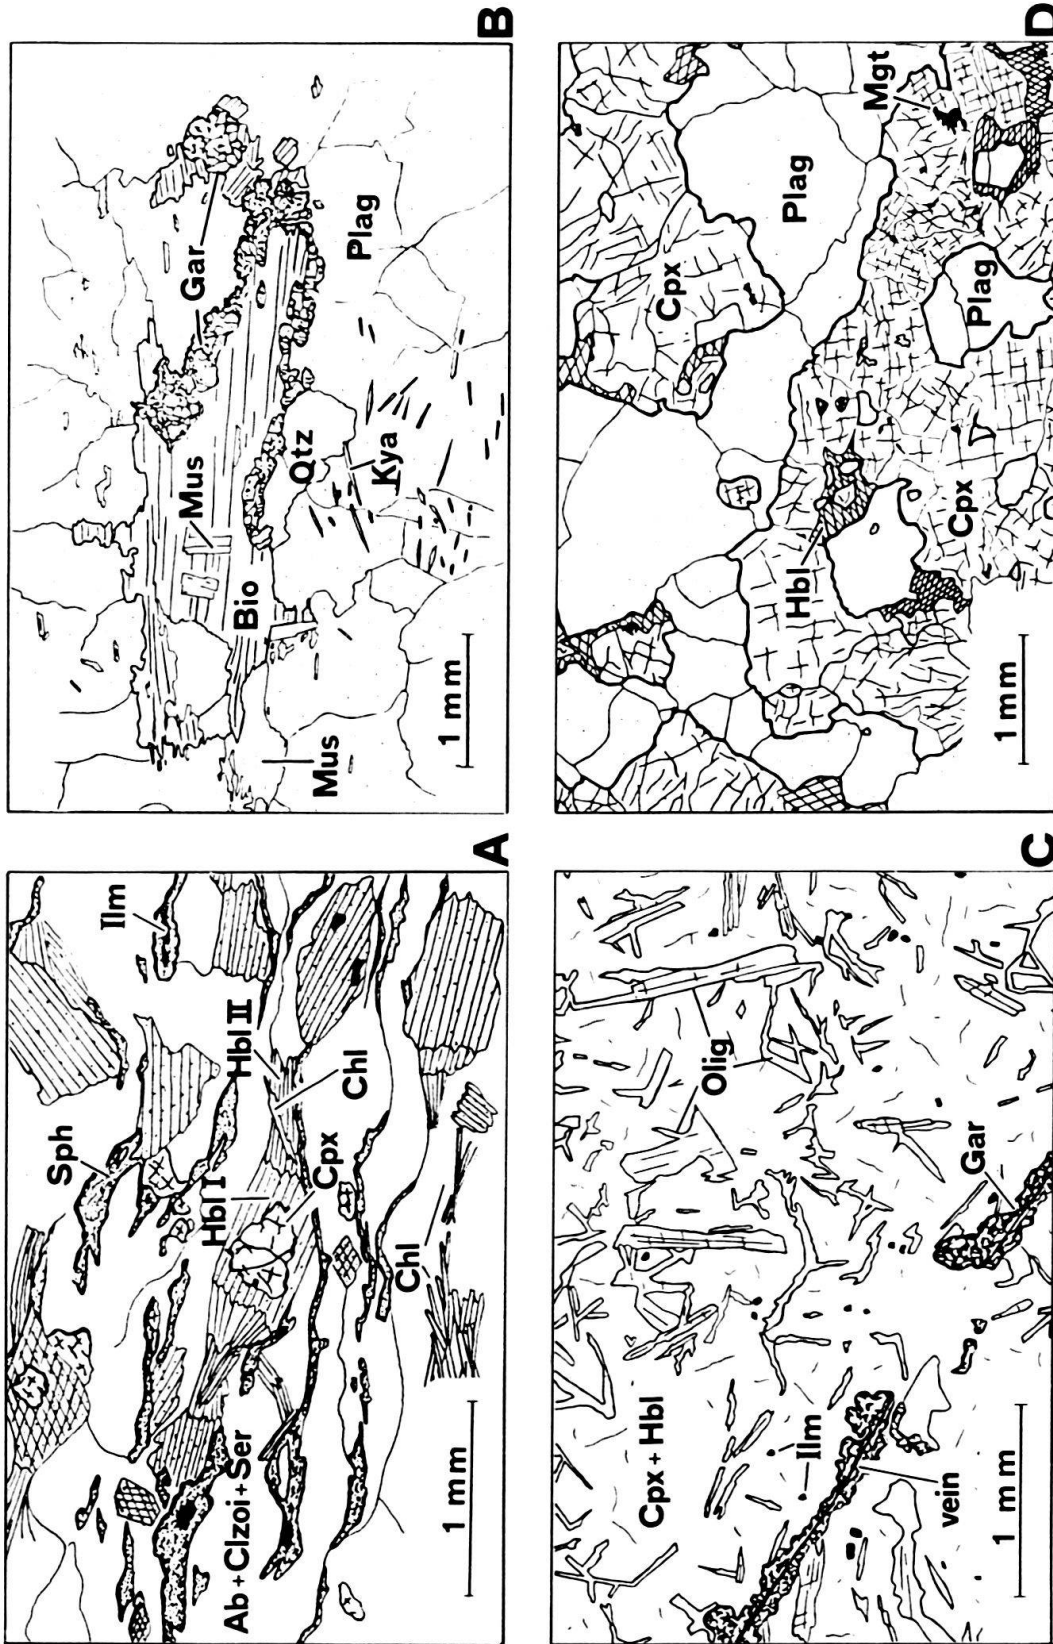 Ilm
Sph
Hbl II
Hbl I
Chl
Cpx
Chl
Ab + Clzoi + Ser
1 mm
A
Gar
Mus
Plag
Qtz
Bio
Kya
Mus
1 mm
B
Olig
Cpx + Hbl
Gar
Ilm
vein
1 mm
C
Mgt
Plag
Cpx
Plag
Hbl
Cpx
1 mm
D